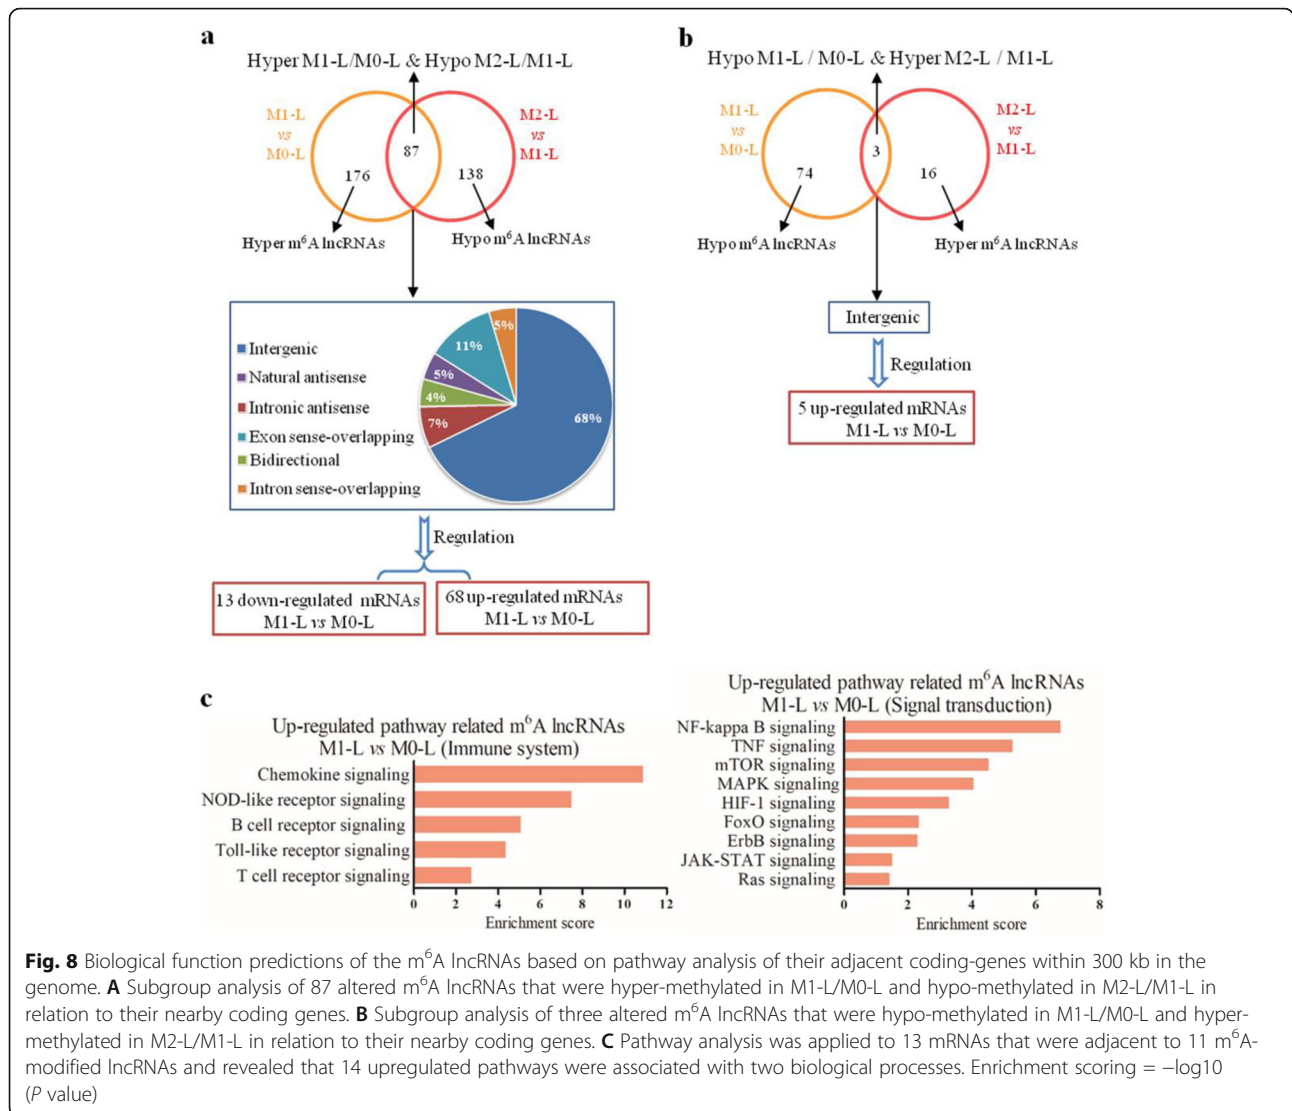 a
Hyper M1-L/M0-L & Hypo M2-L/M1-L
M1-L
vs
M0-L
M2-L
vs
M1-L
87
176
138
Hyper m⁶A lncRNAs
Hypo m⁶A lncRNAs
b
Hypo M1-L / M0-L & Hyper M2-L / M1-L
M1-L
vs
M0-L
M2-L
vs
M1-L
3
74
16
Hypo m⁶A lncRNAs
Hyper m⁶A lncRNAs
Intergenic
Natural antisense
Intronic antisense
Exon sense-overlapping
Bidirectional
Intron sense-overlapping
5%
11%
5%
4%
7%
68%
Regulation
13 down-regulated mRNAs
M1-L vs M0-L
68 up-regulated mRNAs
M1-L vs M0-L
Intergenic
Regulation
5 up-regulated mRNAs
M1-L vs M0-L
c
Up-regulated pathway related m⁶A lncRNAs
M1-L vs M0-L (Immune system)
Chemokine signaling
NOD-like receptor signaling
B cell receptor signaling
Toll-like receptor signaling
T cell receptor signaling
0 2 4 6 8 10 12
Enrichment score
Up-regulated pathway related m⁶A lncRNAs
M1-L vs M0-L (Signal transduction)
NF-kappa B signaling
TNF signaling
mTOR signaling
MAPK signaling
HIF-1 signaling
FoxO signaling
ErbB signaling
JAK-STAT signaling
Ras signaling
0 2 4 6 8
Enrichment score
Fig. 8 Biological function predictions of the m⁶A lncRNAs based on pathway analysis of their adjacent coding-genes within 300 kb in the
genome. A Subgroup analysis of 87 altered m⁶A lncRNAs that were hyper-methylated in M1-L/M0-L and hypo-methylated in M2-L/M1-L in
relation to their nearby coding genes. B Subgroup analysis of three altered m⁶A lncRNAs that were hypo-methylated in M1-L/M0-L and hyper-
methylated in M2-L/M1-L in relation to their nearby coding genes. C Pathway analysis was applied to 13 mRNAs that were adjacent to 11 m⁶A-
modified lncRNAs and revealed that 14 upregulated pathways were associated with two biological processes. Enrichment scoring = −log10
(P value)